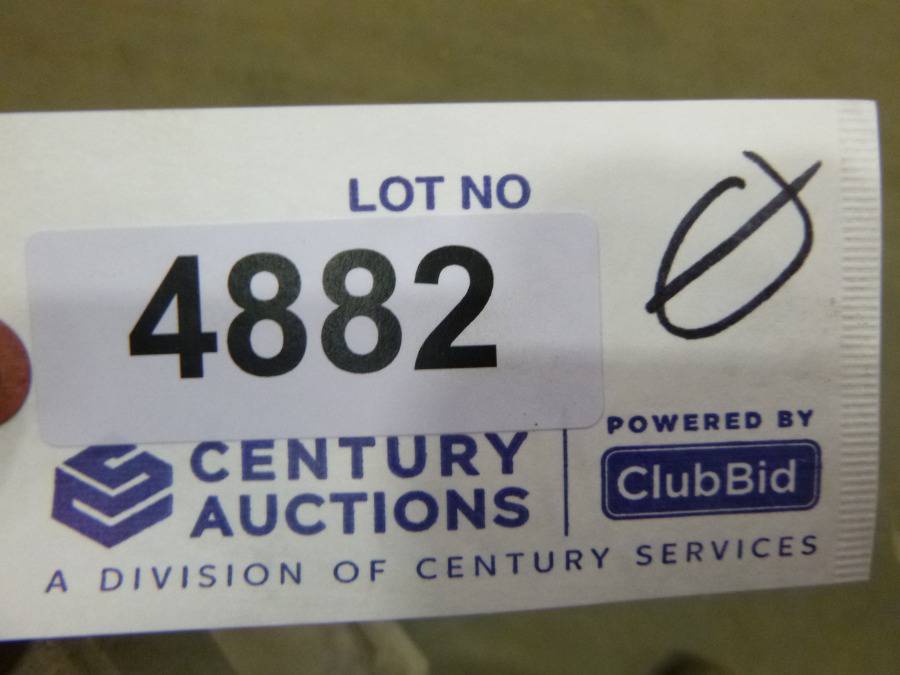 LOT NO
4882
CENTURY
AUCTIONS
POWERED BY
ClubBid
A DIVISION OF CENTURY SERVICES